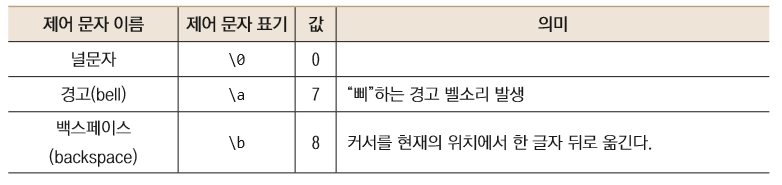 제어 문자 이름 제어 문자 표기 값 의미
널문자 \0 0
경고(bell) \a 7 “삐”하는 경고 벨소리 발생
백스페이스
(backspace) \b 8 커서를 현재의 위치에서 한 글자 뒤로 옮긴다.